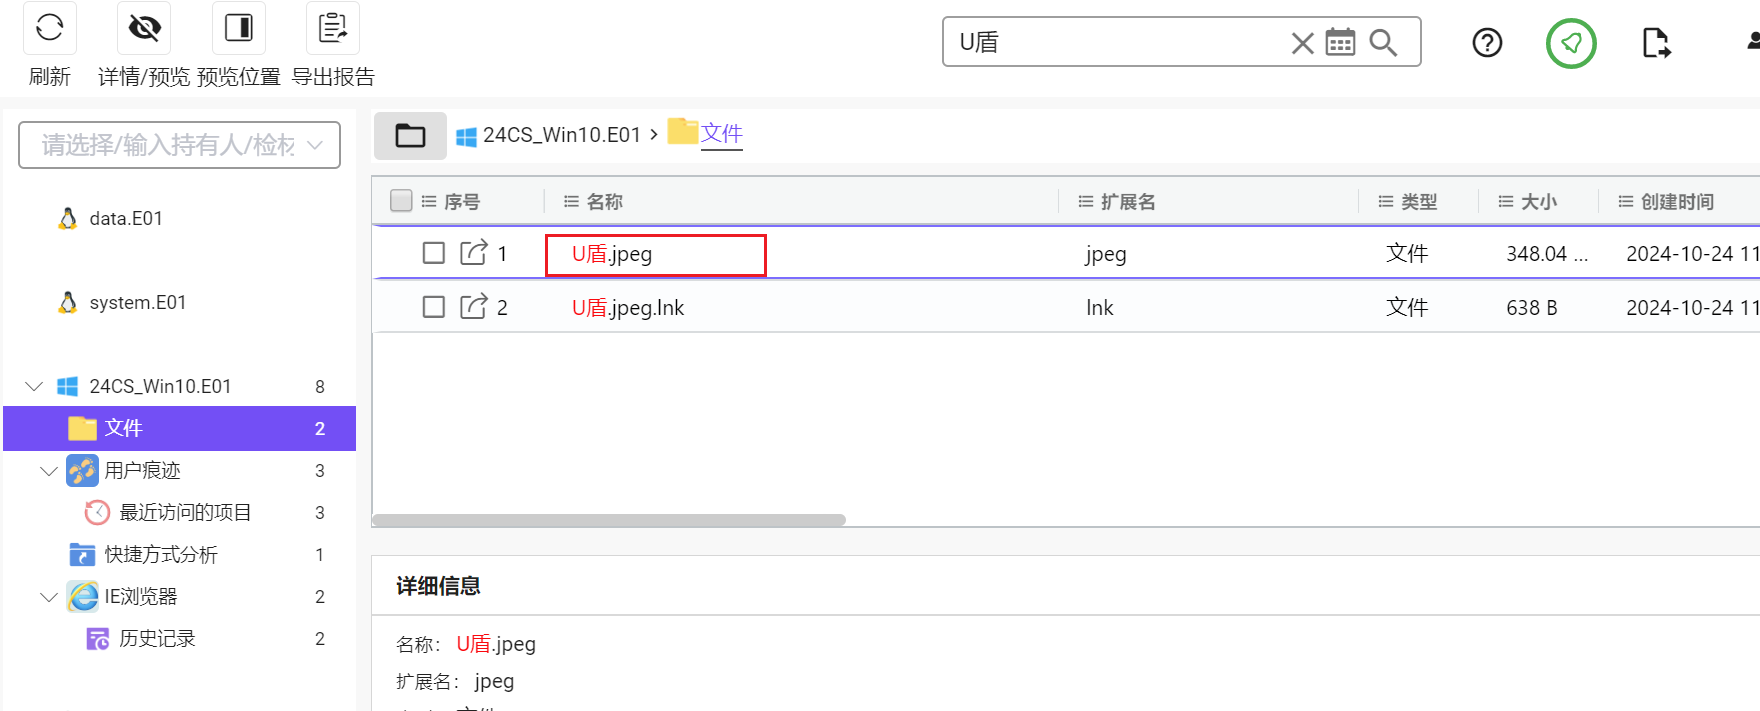 U盾
刷新 详情/预览 预览位置 导出报告
请选择/输入持有人/检材
24CS_Win10.E01 文件
序号 名称 扩展名 类型 大小 创建时间
data.E01
1 U盾.jpeg jpeg 文件 348.04 ... 2024-10-24 11
system.E01
2 U盾.jpeg.lnk lnk 文件 638 B 2024-10-24 11
24CS_Win10.E01 8
文件 2
用户痕迹 3
最近访问的项目 3
快捷方式分析 1
IE浏览器 2
历史记录 2
详细信息
名称： U盾.jpeg
扩展名： jpeg